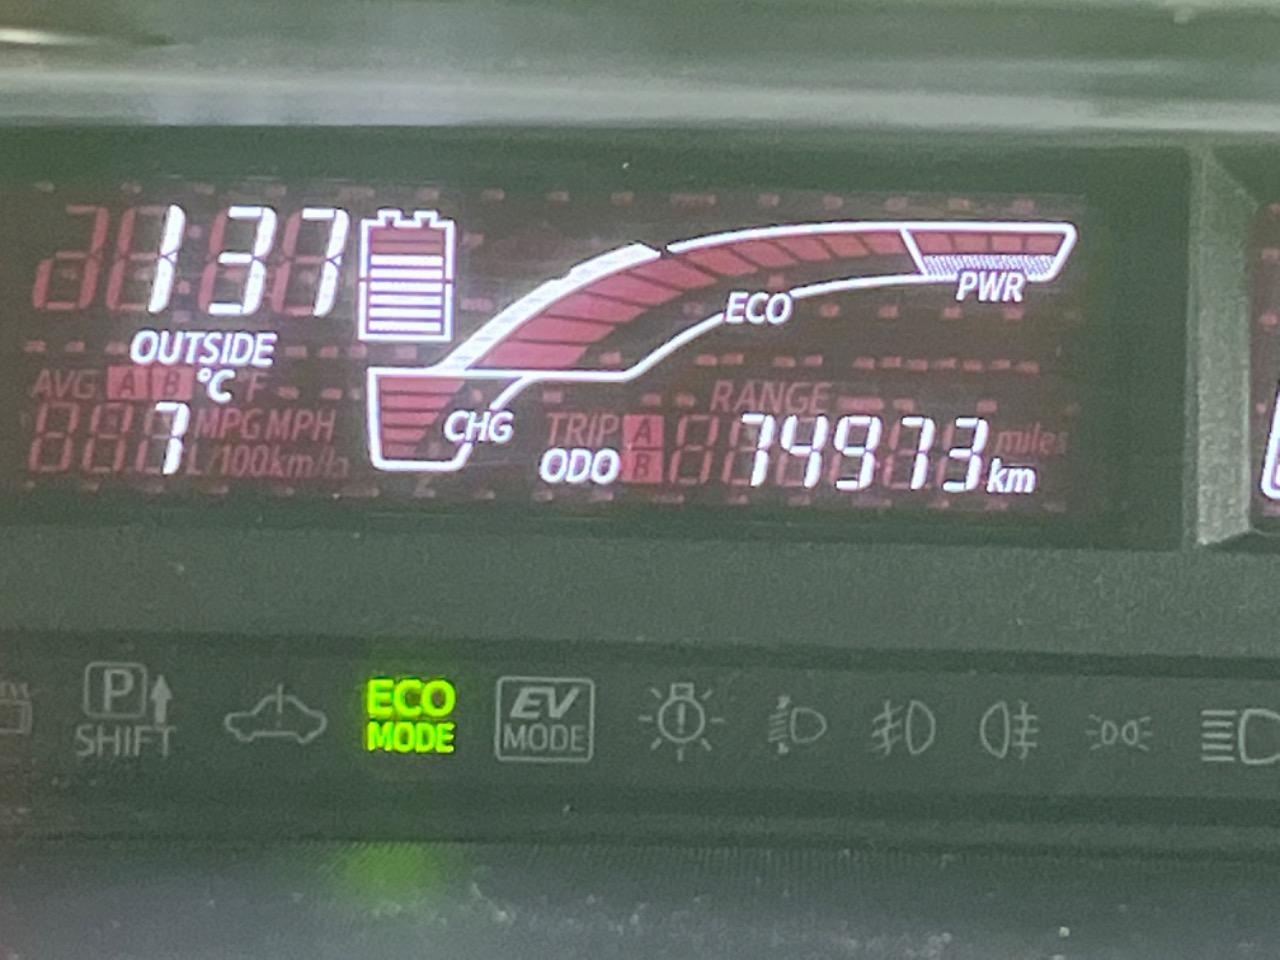 1:37
OUTSIDE
AVG A B °C °F
7 MPG MPH
L/100km/h
CHG
ECO
PWR
RANGE
TRIP A
ODO B 74973 km miles
P
SHIFT
ECO
MODE
EV
MODE